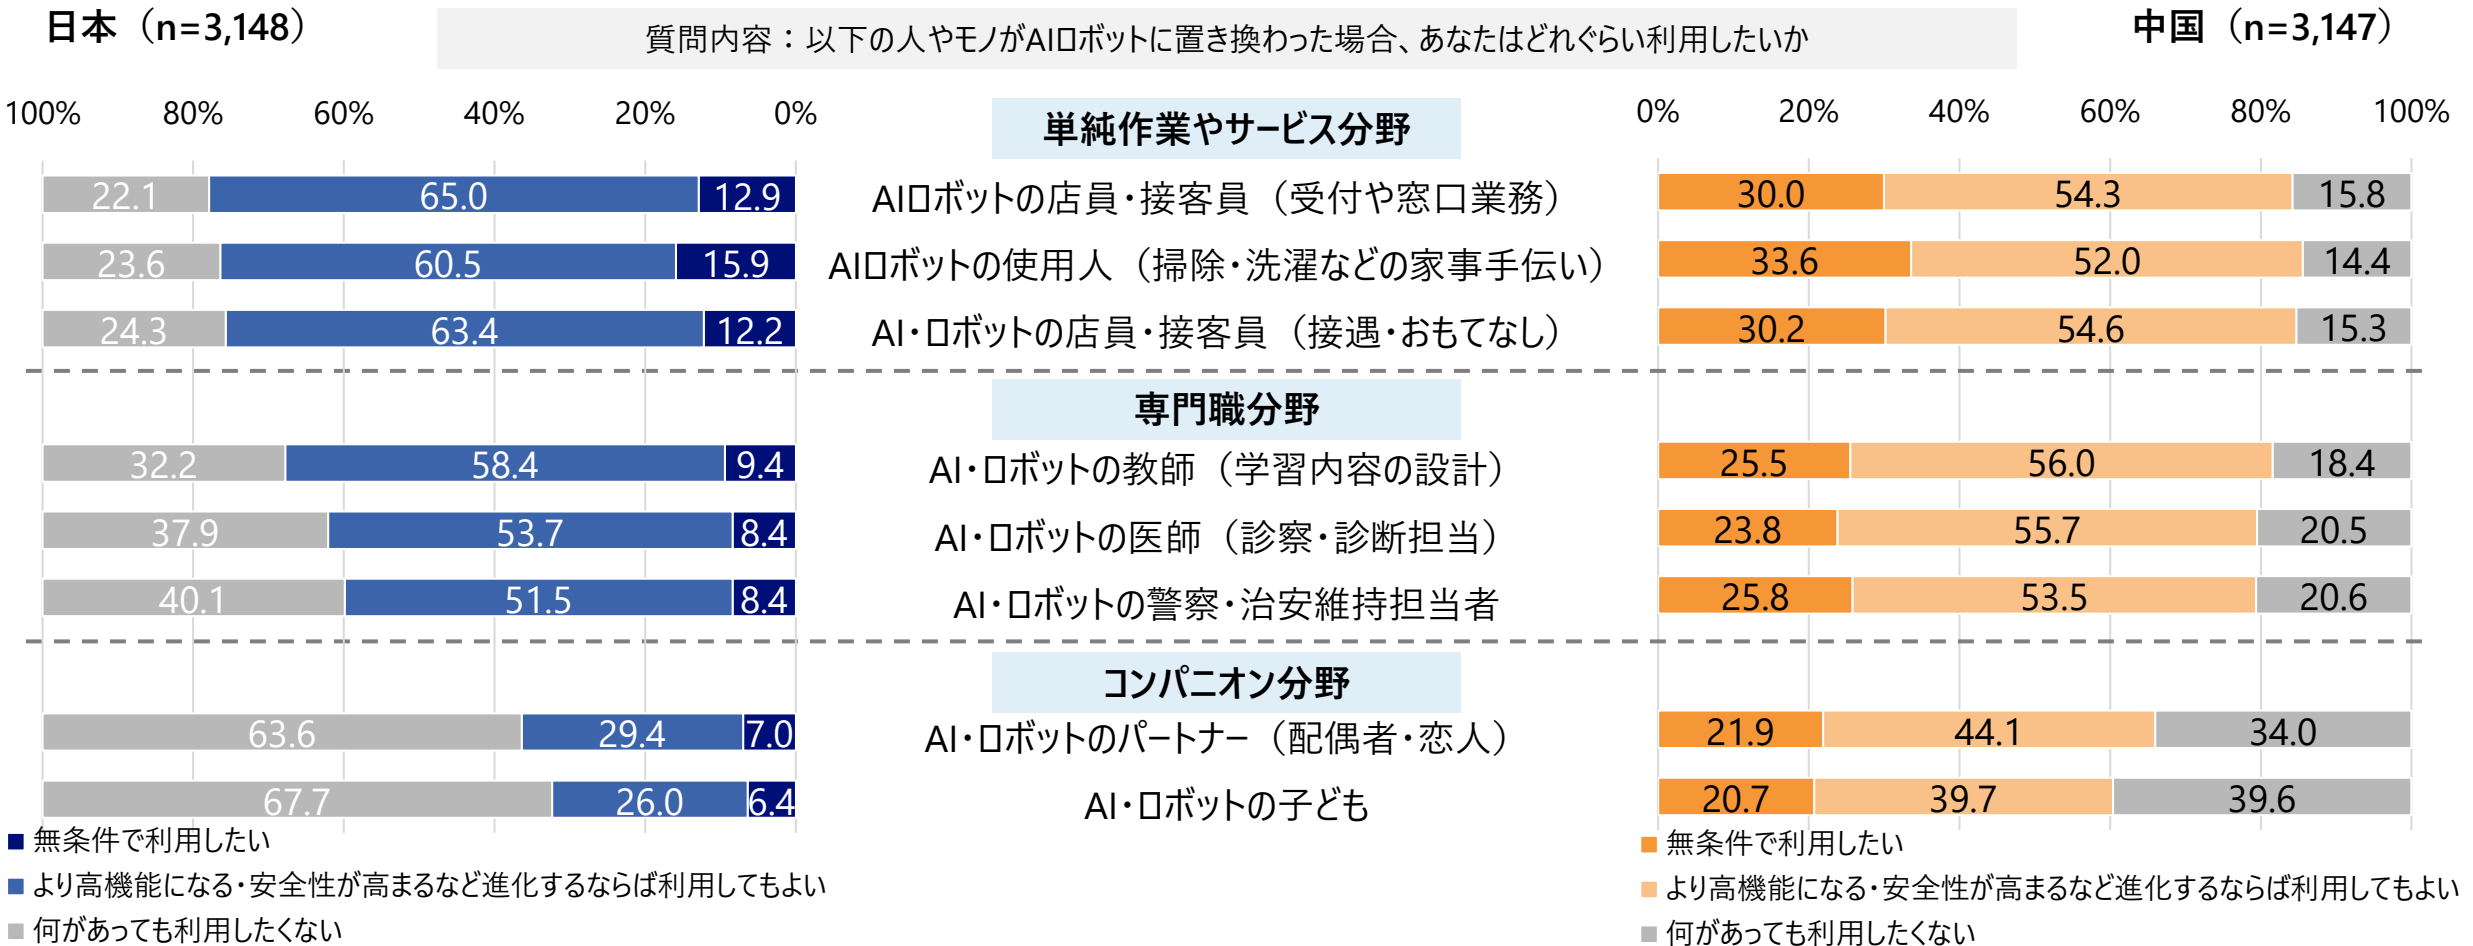 日本（n=3,148）
質問内容：以下の人やモノがAIロボットに置き換わった場合、あなたはどれぐらい利用したいか
中国（n=3,147）
100% 80% 60% 40% 20% 0%
単純作業やサービス分野
0% 20% 40% 60% 80% 100%
22.1 65.0 12.9 AIロボットの店員・接客員（受付や窓口業務） 30.0 54.3 15.8
23.6 60.5 15.9 AIロボットの使用人（掃除・洗濯などの家事手伝い） 33.6 52.0 14.4
24.3 63.4 12.2 AI・ロボットの店員・接客員（接遇・おもてなし） 30.2 54.6 15.3
専門職分野
32.2 58.4 9.4 AI・ロボットの教師（学習内容の設計） 25.5 56.0 18.4
37.9 53.7 8.4 AI・ロボットの医師（診察・診断担当） 23.8 55.7 20.5
40.1 51.5 8.4 AI・ロボットの警察・治安維持担当者 25.8 53.5 20.6
コンパニオン分野
63.6 29.4 7.0 AI・ロボットのパートナー（配偶者・恋人） 21.9 44.1 34.0
67.7 26.0 6.4 AI・ロボットの子ども 20.7 39.7 39.6
無条件で利用したい
より高機能になる・安全性が高まるなど進化するならば利用してもよい
何があっても利用したくない
無条件で利用したい
より高機能になる・安全性が高まるなど進化するならば利用してもよい
何があっても利用したくない